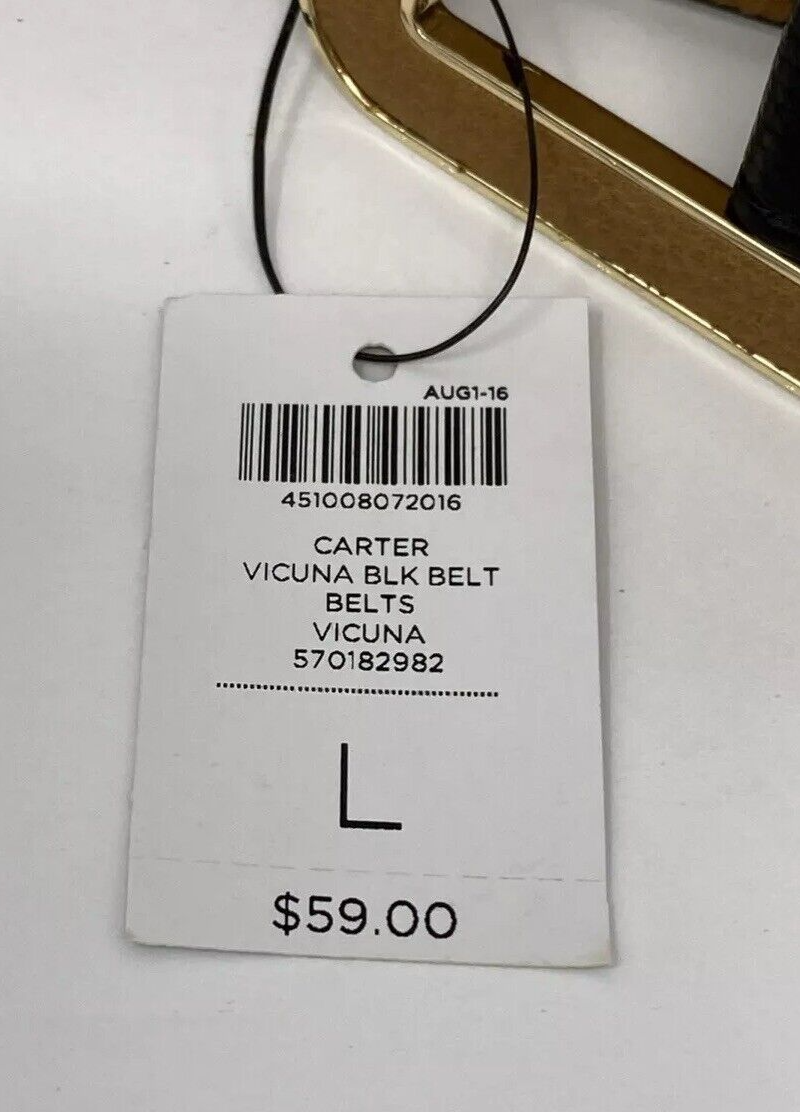 AUG1-16
451008072016
CARTER
VICUNA BLK BELT
BELTS
VICUNA
570182982
L
$59.00